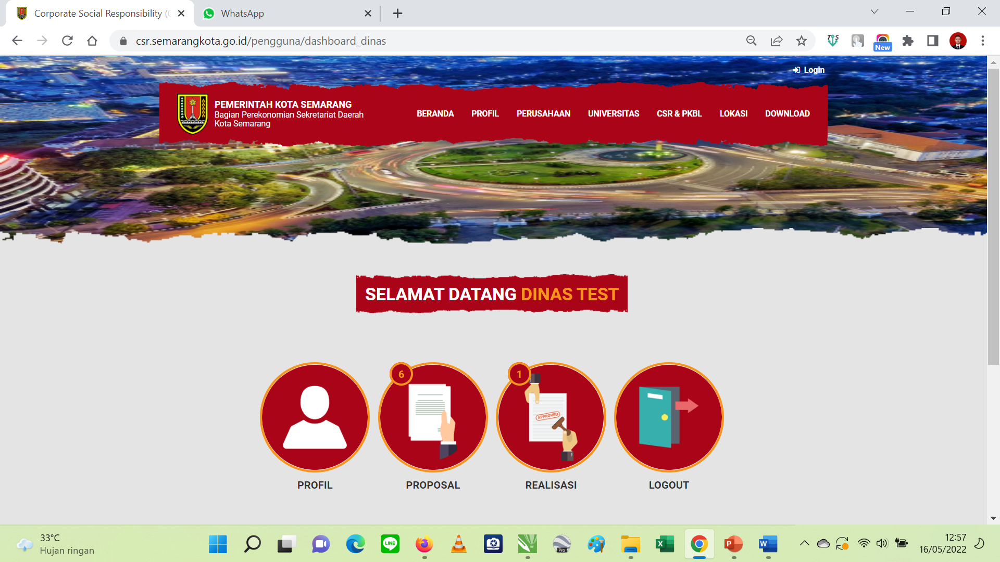 Corporate Social Responsibility (
WhatsApp
csr.semarangkota.go.id/pengguna/dashboard_dinas
New
Login
PEMERINTAH KOTA SEMARANG
Bagian Perekonomian Sekretariat Daerah
Kota Semarang
BERANDA PROFIL PERUSAHAAN UNIVERSITAS CSR & PKBL LOKASI DOWNLOAD
SELAMAT DATANG DINAS TEST
6
1
APPROVED
PROFIL PROPOSAL REALISASI LOGOUT
33°C
Hujan ringan
LINE
Pro
X
P
W
12:57
16/05/2022